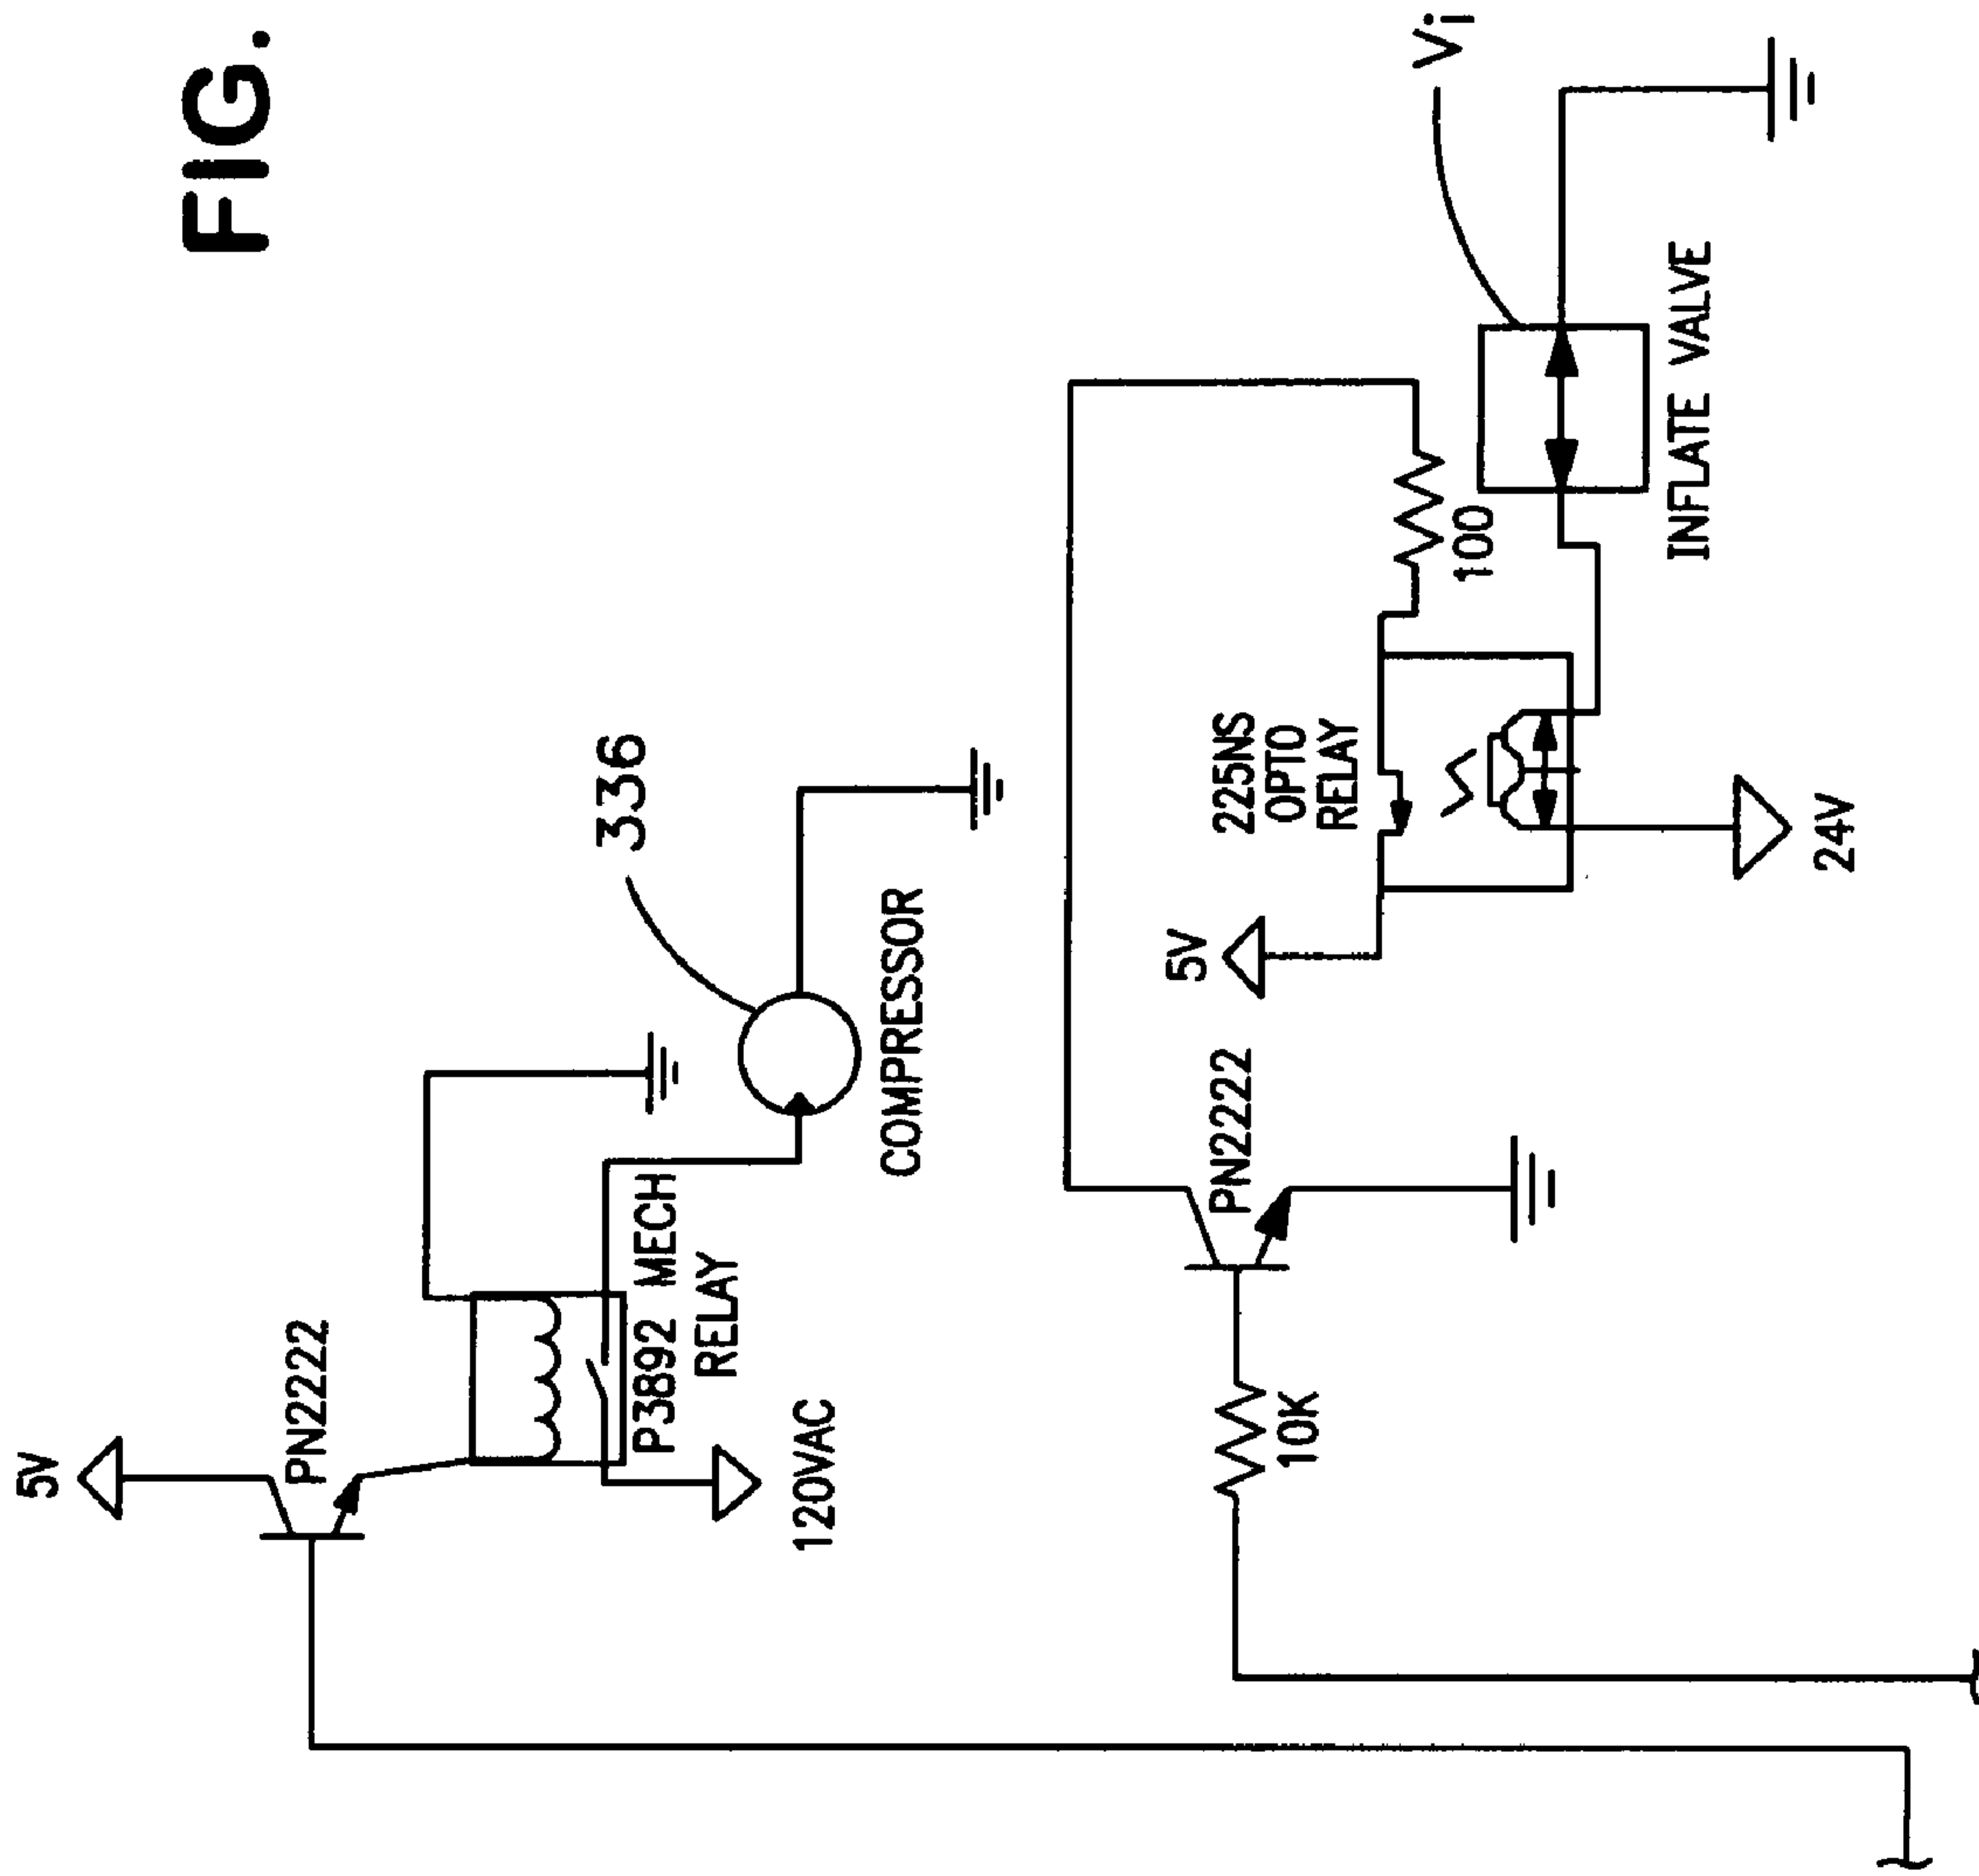 FIG.
5V
PN2222
P3892 MECH
RELAY
120VAC
336
COMPRESSOR
10K
PN2222
5V
225NS
OPTO
RELAY
24V
100
INFLATE VALVE
Vi